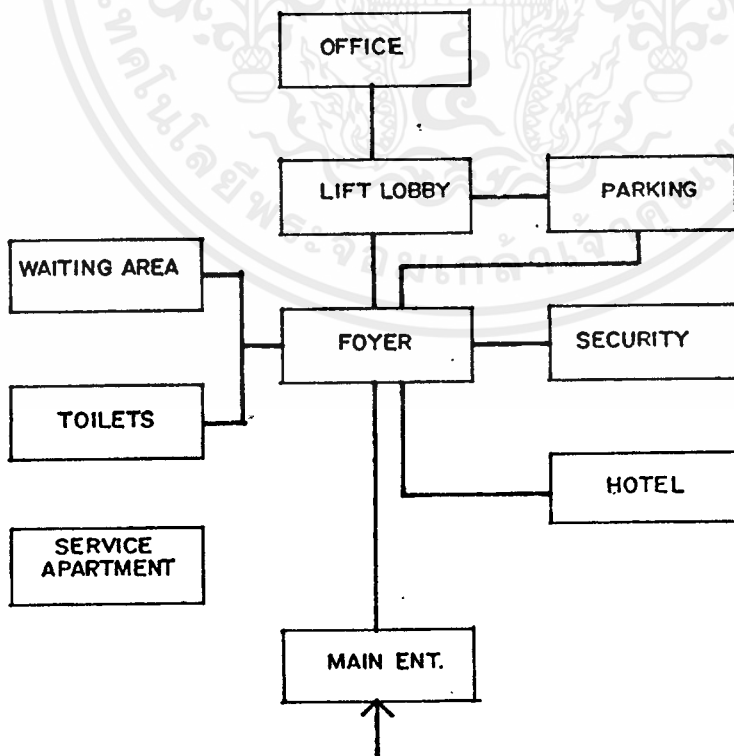 OFFICE
LIFT LOBBY
PARKING
WAITING AREA
FOYER
SECURITY
TOILETS
HOTEL
SERVICE
APARTMENT
MAIN ENT.